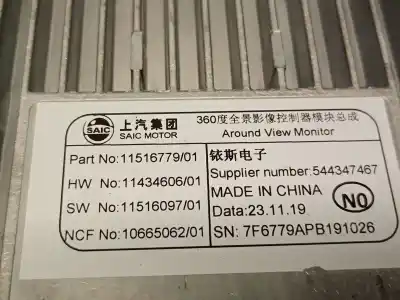 SAIC
上汽集团
SAIC MOTOR
360度全景影像控制器模块总成
Around View Monitor
Part No:11516779/01
HW No:11434606/01
SW No:11516097/01
NCF No:10665062/01
铱斯电子
Supplier number:544347467
MADE IN CHINA
Data:23.11.19
N0
SN: 7F6779APB191026